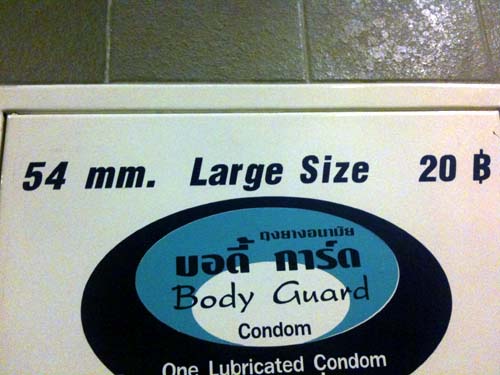 54 mm. Large Size 20 ฿
ถุงยางอนามัย
บอดี้ การ์ด
Body Guard
Condom
One Lubricated Condom